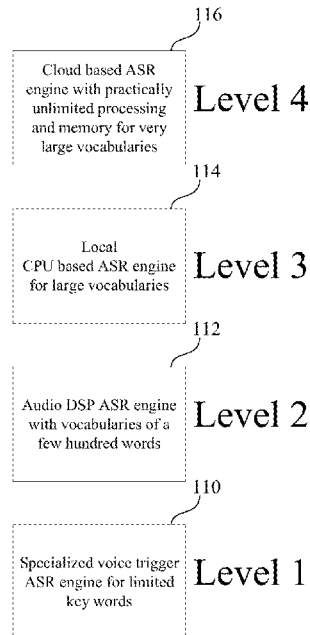 116
Cloud based ASR
engine with practically
unlimited processing
and memory for very
large vocabularies
Level 4
114
Local
CPU based ASR engine
for large vocabularies
Level 3
112
Audio DSP ASR engine
with vocabularies of a
few hundred words
Level 2
110
Specialized voice trigger
ASR engine for limited
key words
Level 1